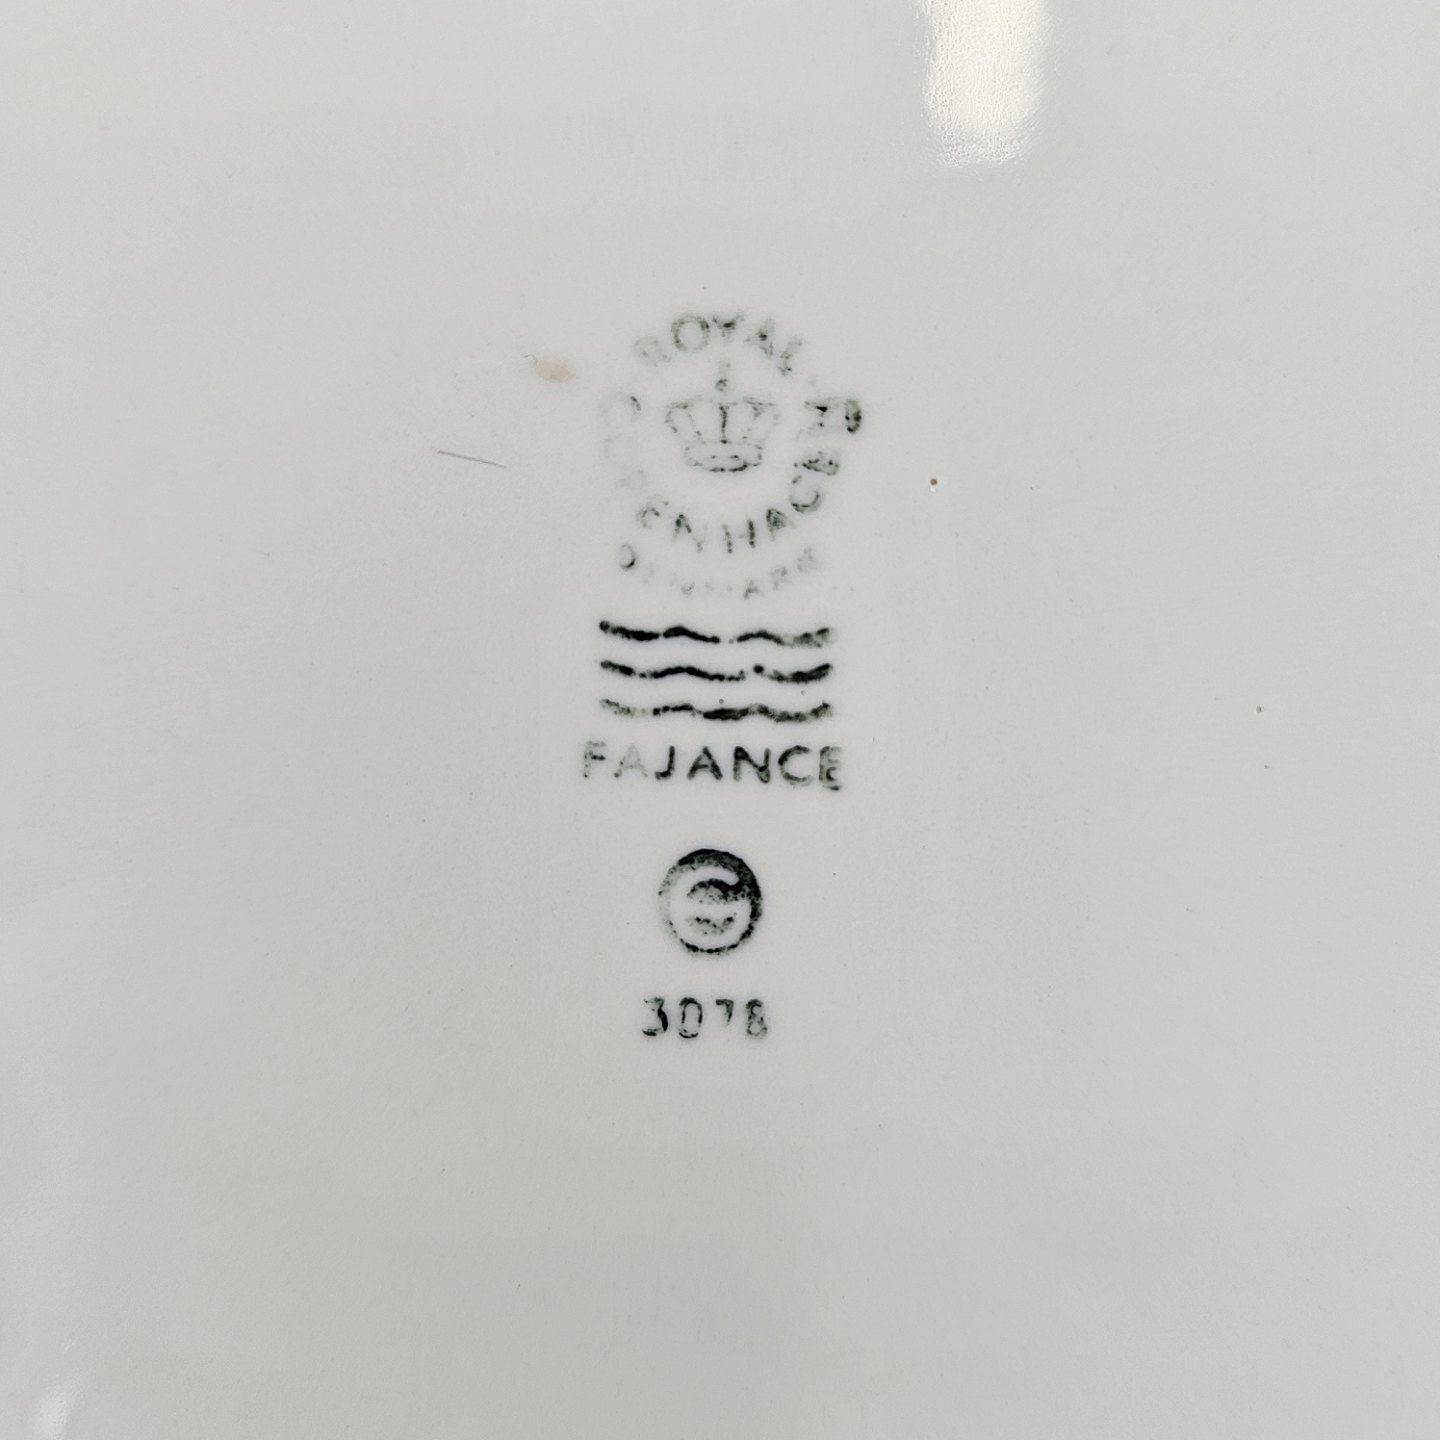 ROYAL
COPENHAGEN
DENMARK
FAJANCE
3078